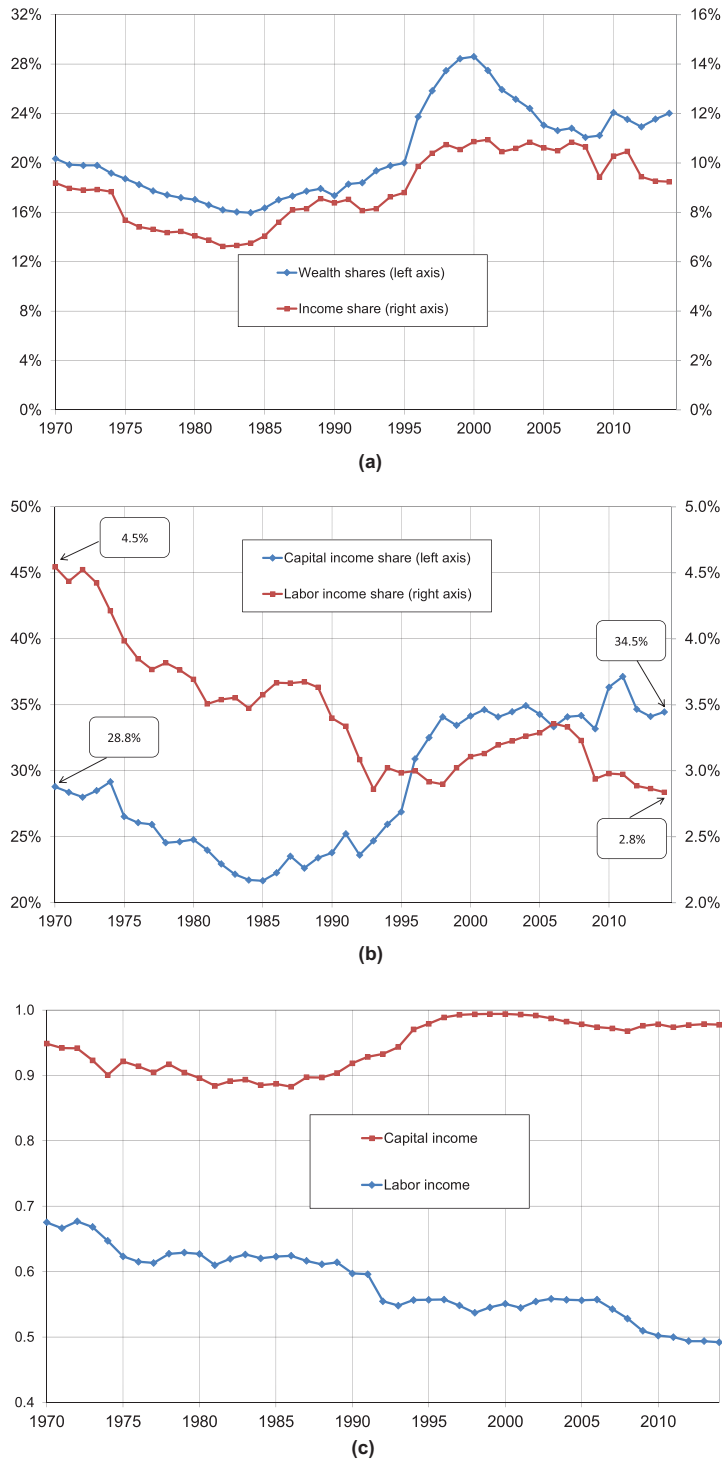 32% 16%
28% 14%
24% 12%
20% 10%
16% 8%
12% 6%
Wealth shares (left axis)
Income share (right axis)
8% 4%
4% 2%
0% 0%
1970 1975 1980 1985 1990 1995 2000 2005 2010
(a)
50% 5.0%
4.5%
Capital income share (left axis)
Labor income share (right axis)
45% 4.5%
40% 4.0%
34.5%
35% 3.5%
28.8%
30% 3.0%
25% 2.5%
2.8%
20% 2.0%
1970 1975 1980 1985 1990 1995 2000 2005 2010
(b)
1.0
0.9
0.8
Capital income
Labor income
0.7
0.6
0.5
0.4
1970 1975 1980 1985 1990 1995 2000 2005 2010
(c)